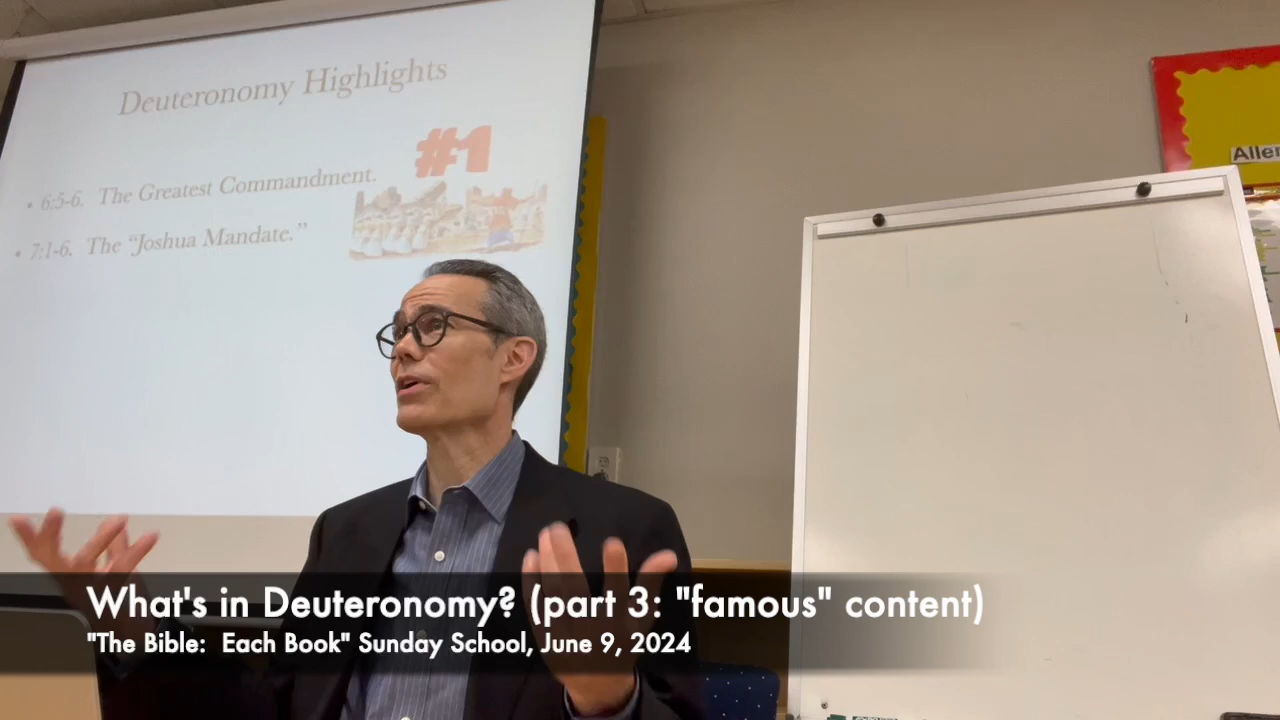 Deuteronomy Highlights
#1
• 6:5-6. The Greatest Commandment.
• 7:1-6. The “Joshua Mandate.”
Aller
What's in Deuteronomy? (part 3: "famous" content)
"The Bible: Each Book" Sunday School, June 9, 2024